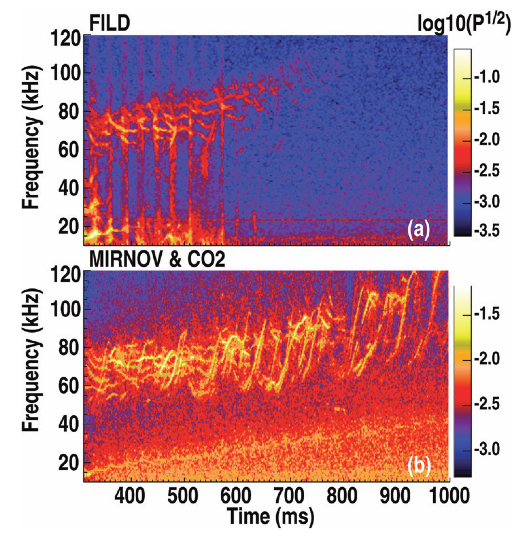 FILD
log10(P^1/2)
120
100
80
60
40
20
Frequency (kHz)
(a)
-1.0
-1.5
-2.0
-2.5
-3.0
-3.5
MIRNOV & CO2
120
100
80
60
40
20
Frequency (kHz)
(b)
-1.5
-2.0
-2.5
-3.0
400 500 600 700 800 900 1000
Time (ms)